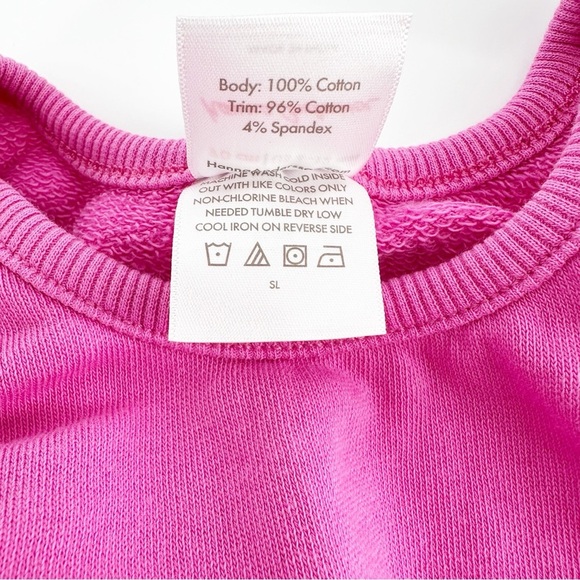 Body: 100% Cotton
Trim: 96% Cotton
4% Spandex
WASH COLD INSIDE
OUT WITH LIKE COLORS ONLY
NON-CHLORINE BLEACH WHEN
NEEDED TUMBLE DRY LOW
COOL IRON ON REVERSE SIDE
SL